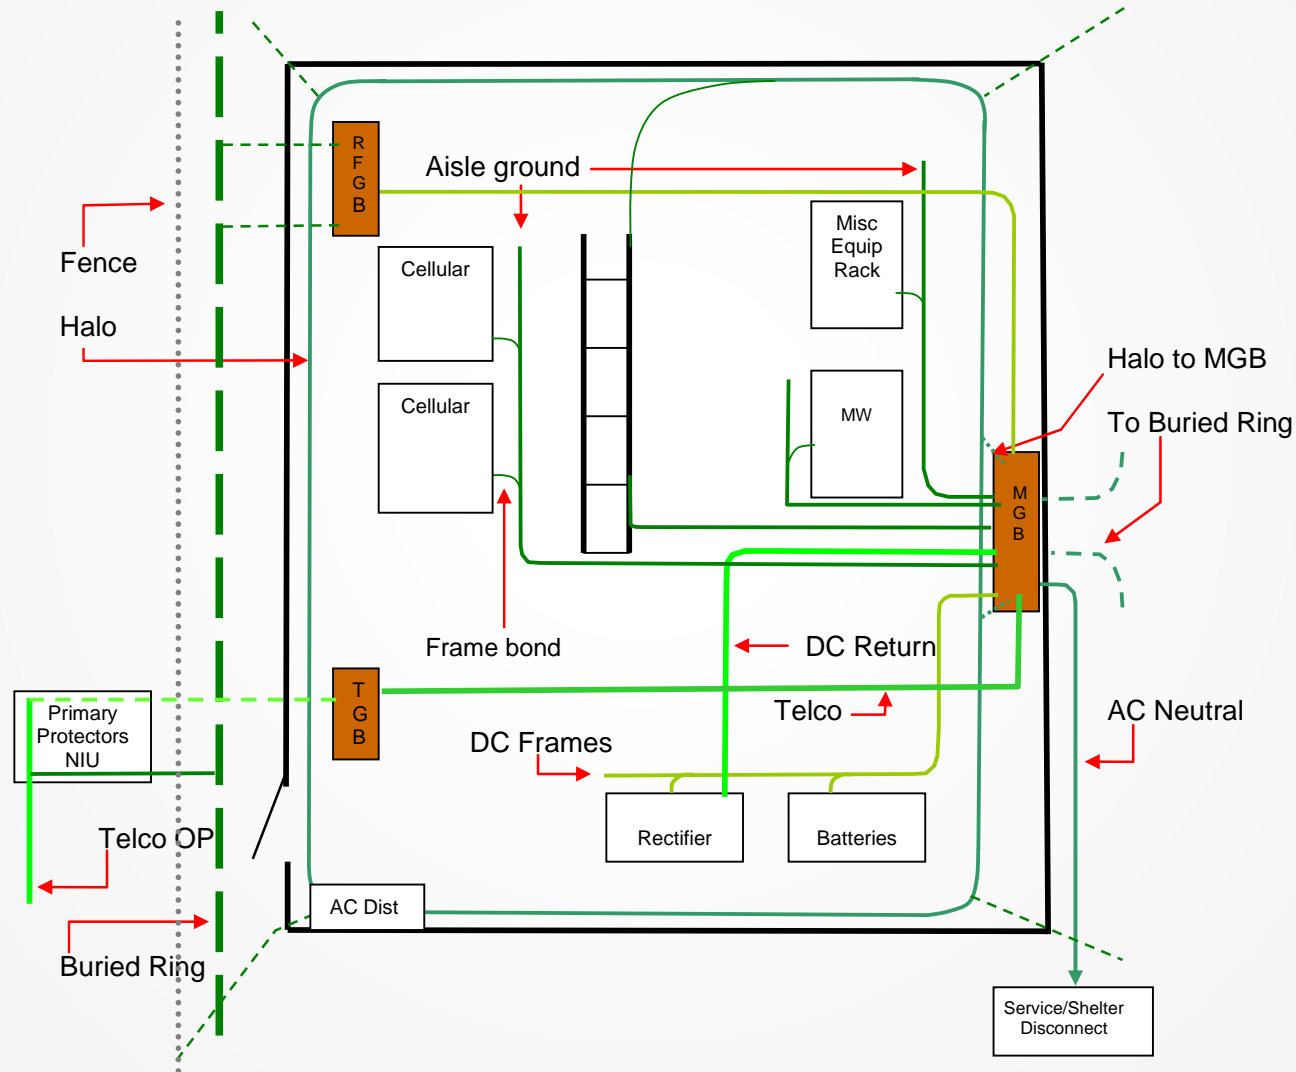 R
F
G
B
Aisle ground
Misc
Equip
Rack
Fence
Cellular
Halo
Halo to MGB
Cellular
MW
To Buried Ring
M
G
B
Frame bond
DC Return
T
G
B
Primary
Protectors
NIU
Telco
AC Neutral
DC Frames
Telco OP
Rectifier
Batteries
AC Dist
Buried Ring
Service/Shelter
Disconnect